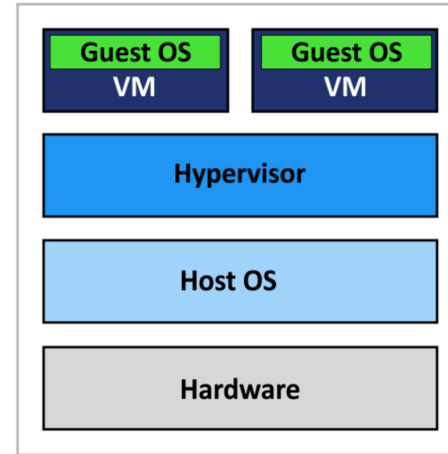 Guest OS
VM
Guest OS
VM
Hypervisor
Host OS
Hardware